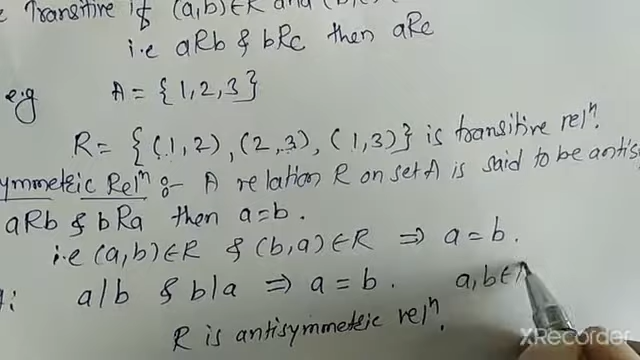 Transitive if (a,b) ∈ R and
i.e aRb & bRc then aRc
e.g A = {1,2,3}
R = {(1,2), (2,3), (1,3)} is transitive relⁿ.
symmetric Relⁿ :- A relation R on set A is said to be antis
aRb & bRa then a=b.
i.e (a,b) ∈ R & (b,a) ∈ R ⇒ a = b.
a/b & b/a ⇒ a = b. a,b ∈
R is antisymmetric relⁿ.
XRecorder